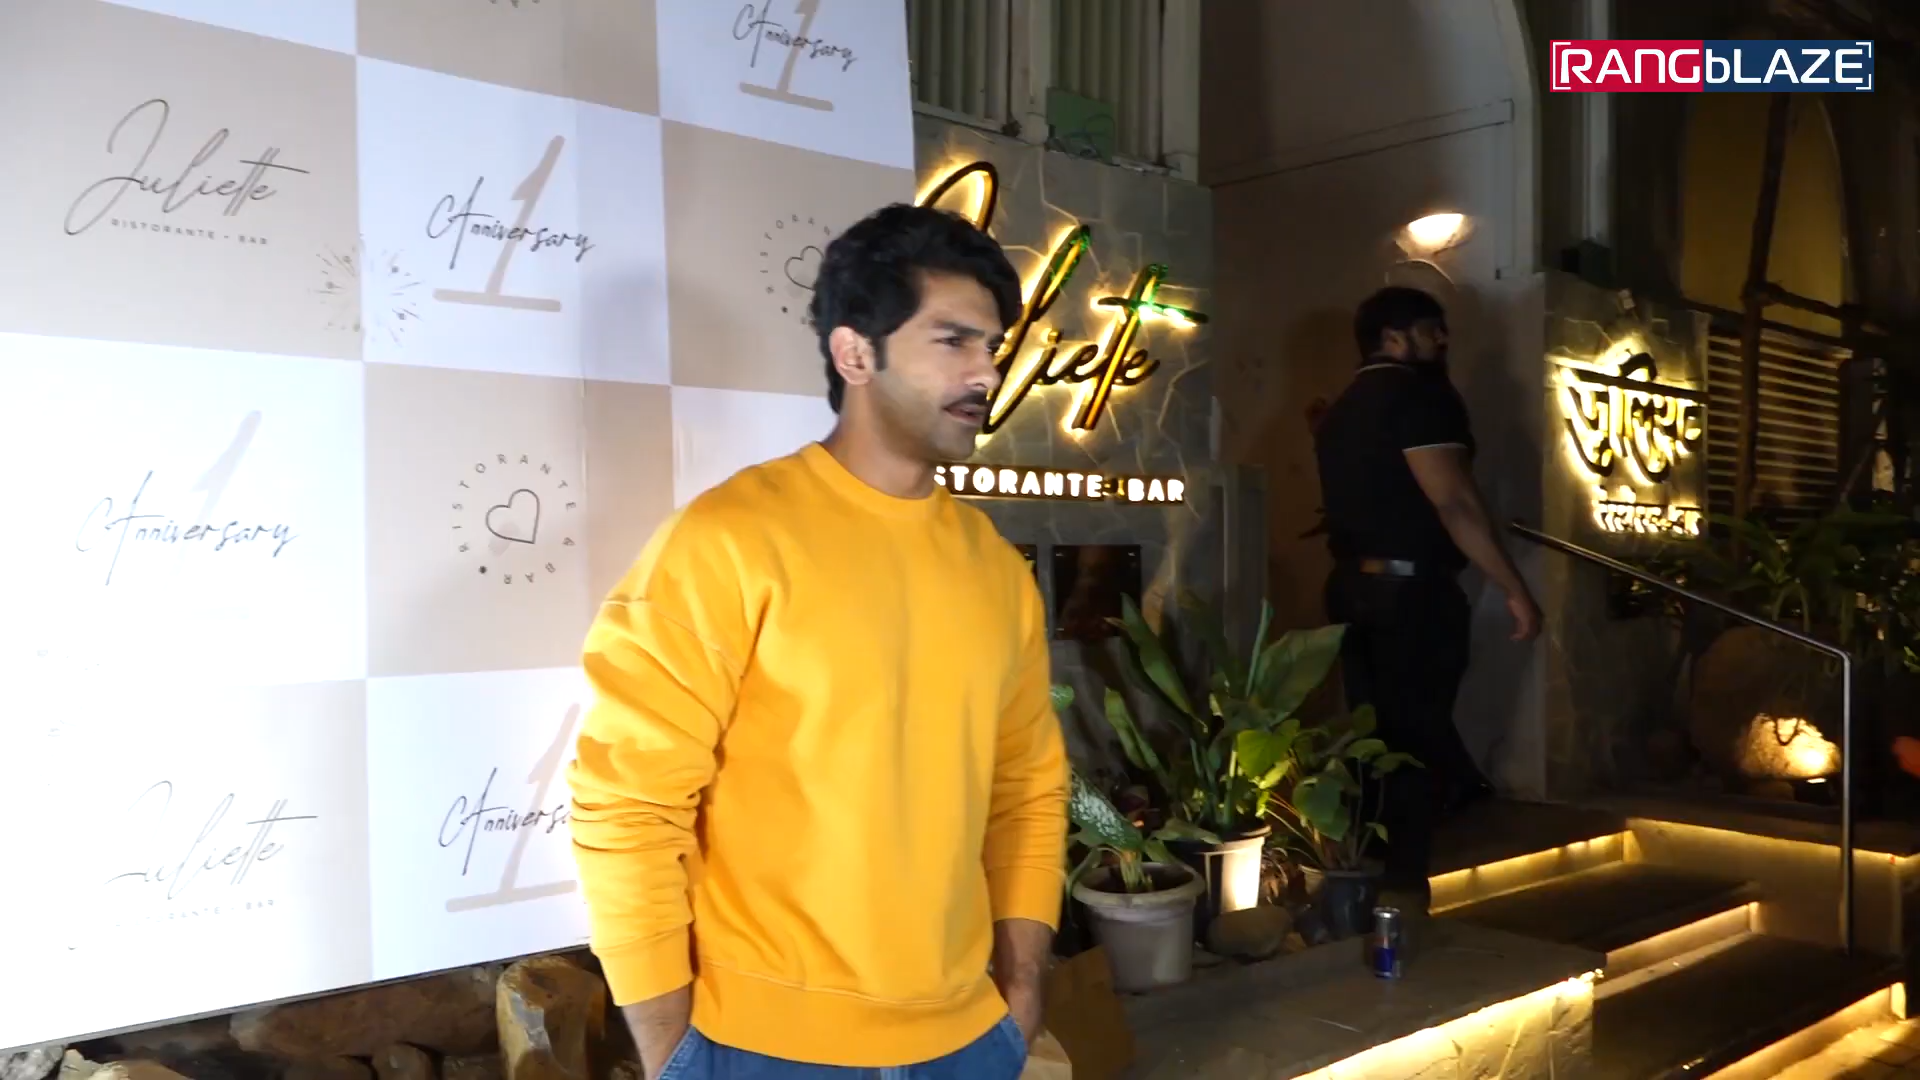 RANGbLAZE
Anniversary
1
Juliette
RISTORANTE • BAR
Anniversary
1
RISTORANTE & BAR
Anniversary
1
Juliette
Anniversary
1
STORANTE BAR